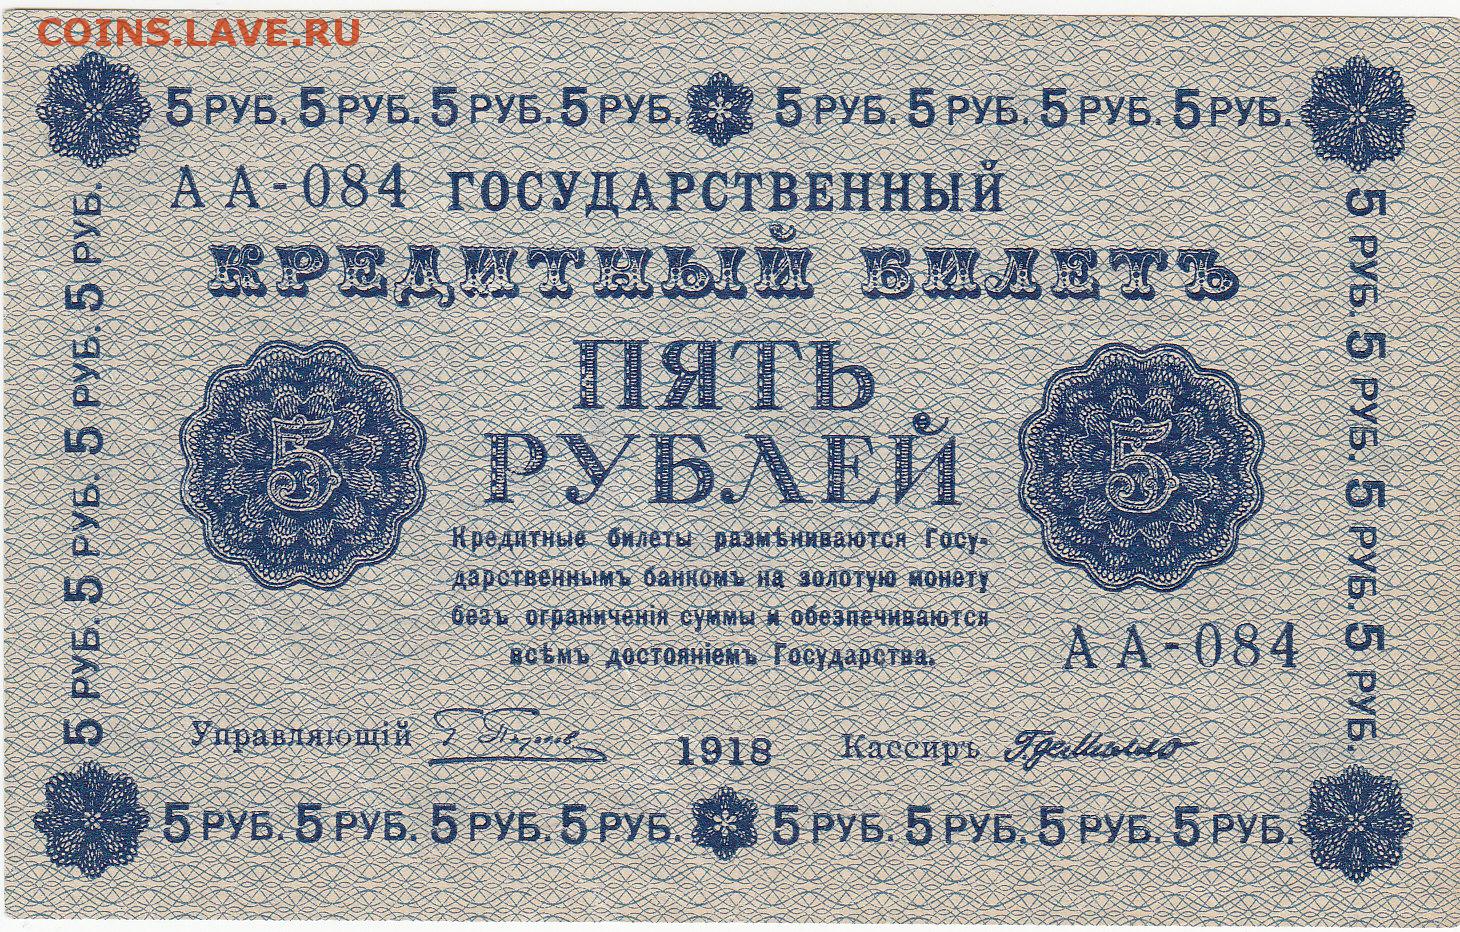 COINS.LAVE.RU
5 РУБ. 5 РУБ. 5 РУБ. 5 РУБ. 5 РУБ. 5 РУБ. 5 РУБ. 5 РУБ.
АА-084 ГОСУДАРСТВЕННЫЙ
КРЕДИТНЫЙ БИЛЕТЪ
ПЯТЬ
РУБЛЕЙ
5
5
Кредитные билеты размѣниваются Госу-
дарственнымъ банкомъ на золотую монету
безъ ограниченія суммы и обезпечиваются
всѣмъ достояніемъ Государства.
АА-084
Управляющій
1918
Кассиръ Г. де Милло
5 РУБ. 5 РУБ. 5 РУБ. 5 РУБ.
5 РУБ. 5 РУБ. 5 РУБ. 5 РУБ.
5 РУБ. 5 РУБ. 5 РУБ. 5 РУБ. 5 РУБ. 5 РУБ. 5 РУБ. 5 РУБ.